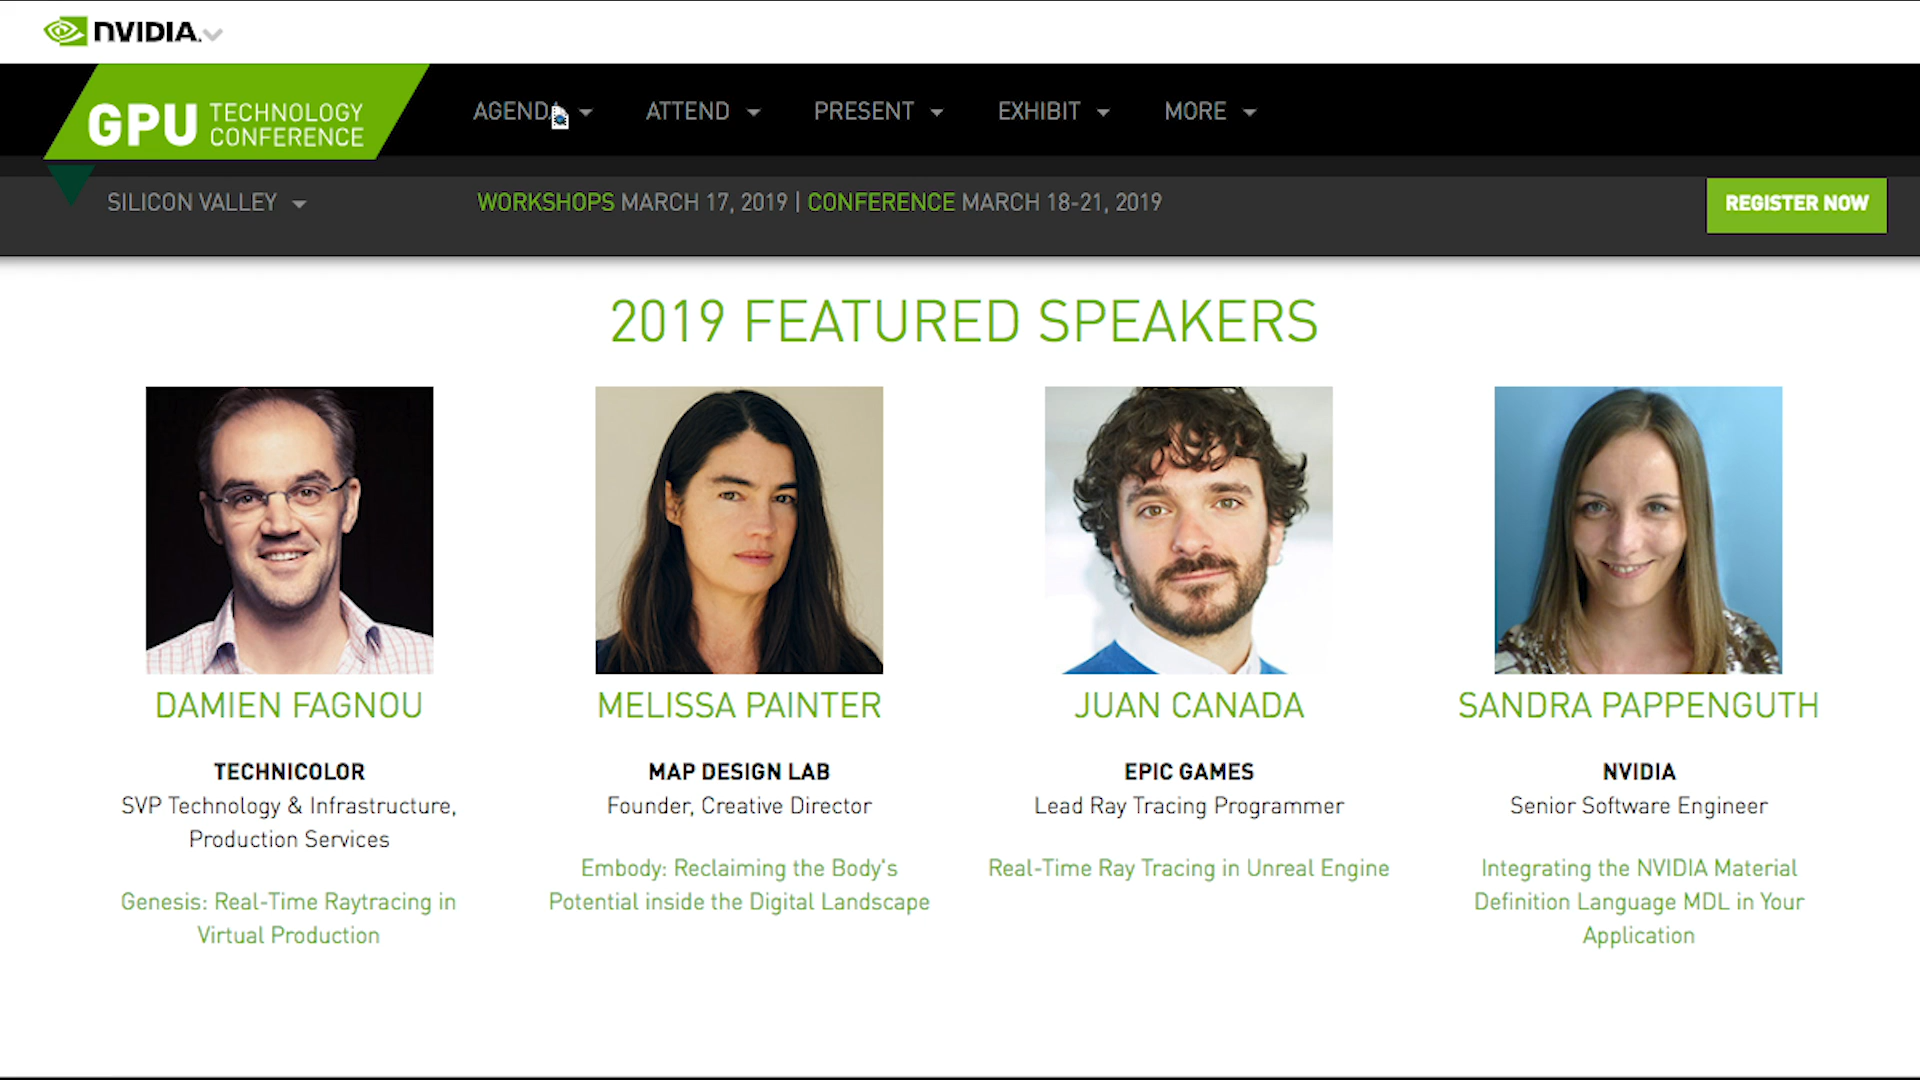 NVIDIA.
GPU TECHNOLOGY CONFERENCE
AGENDA
ATTEND
PRESENT
EXHIBIT
MORE
SILICON VALLEY
WORKSHOPS MARCH 17, 2019 | CONFERENCE MARCH 18-21, 2019
REGISTER NOW
2019 FEATURED SPEAKERS
DAMIEN FAGNOU
TECHNICOLOR
SVP Technology & Infrastructure,
Production Services
Genesis: Real-Time Raytracing in
Virtual Production
MELISSA PAINTER
MAP DESIGN LAB
Founder, Creative Director
Embody: Reclaiming the Body's
Potential inside the Digital Landscape
JUAN CANADA
EPIC GAMES
Lead Ray Tracing Programmer
Real-Time Ray Tracing in Unreal Engine
SANDRA PAPPENGUTH
NVIDIA
Senior Software Engineer
Integrating the NVIDIA Material
Definition Language MDL in Your
Application